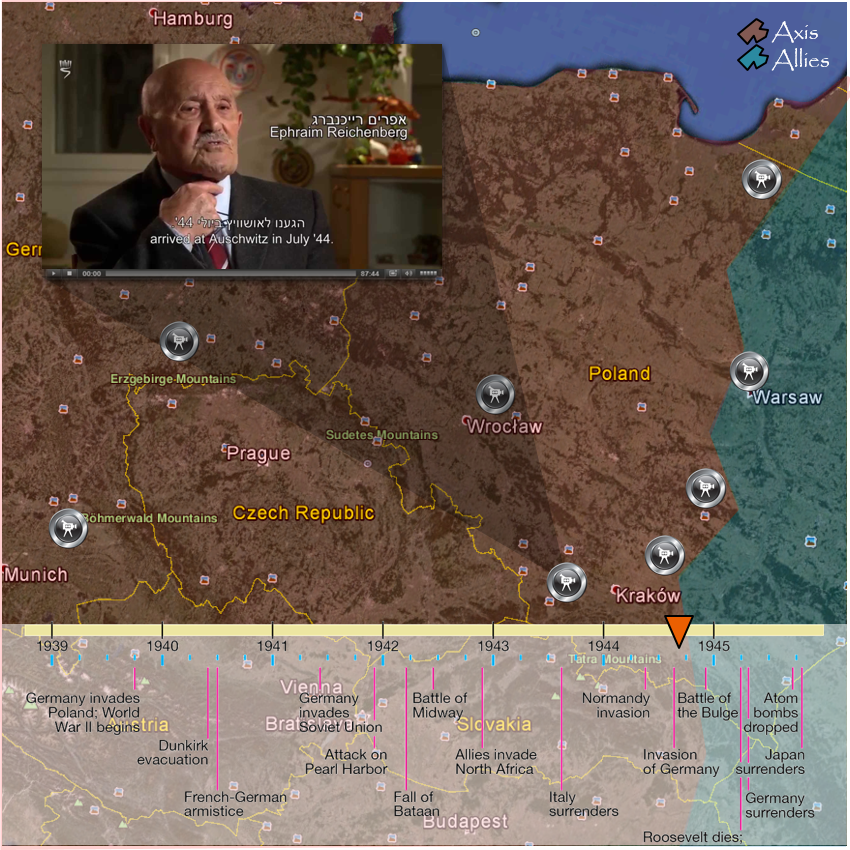 Hamburg
Axis
Allies
אפרים רייכנברג
Ephraim Reichenberg
הגענו לאושוויץ ביולי '44.
arrived at Auschwitz in July '44.
00:00
87:44
Gerr
Erzgebirge Mountains
Poland
Warsaw
Wrocław
Sudetes Mountains
Prague
Czech Republic
Böhmerwald Mountains
Munich
Kraków
1939
1940
1941
1942
1943
1944
1945
Tatra Mountains
Vienna
Austria
Bratislava
Slovakia
Budapest
Germany invades
Poland; World
War II begins
Dunkirk
evacuation
French-German
armistice
Germany
invades
Soviet Union
Attack on
Pearl Harbor
Fall of
Bataan
Battle of
Midway
Allies invade
North Africa
Italy
surrenders
Normandy
invasion
Invasion
of Germany
Battle of
the Bulge
Roosevelt dies;
Germany
surrenders
Atom
bombs
dropped
Japan
surrenders